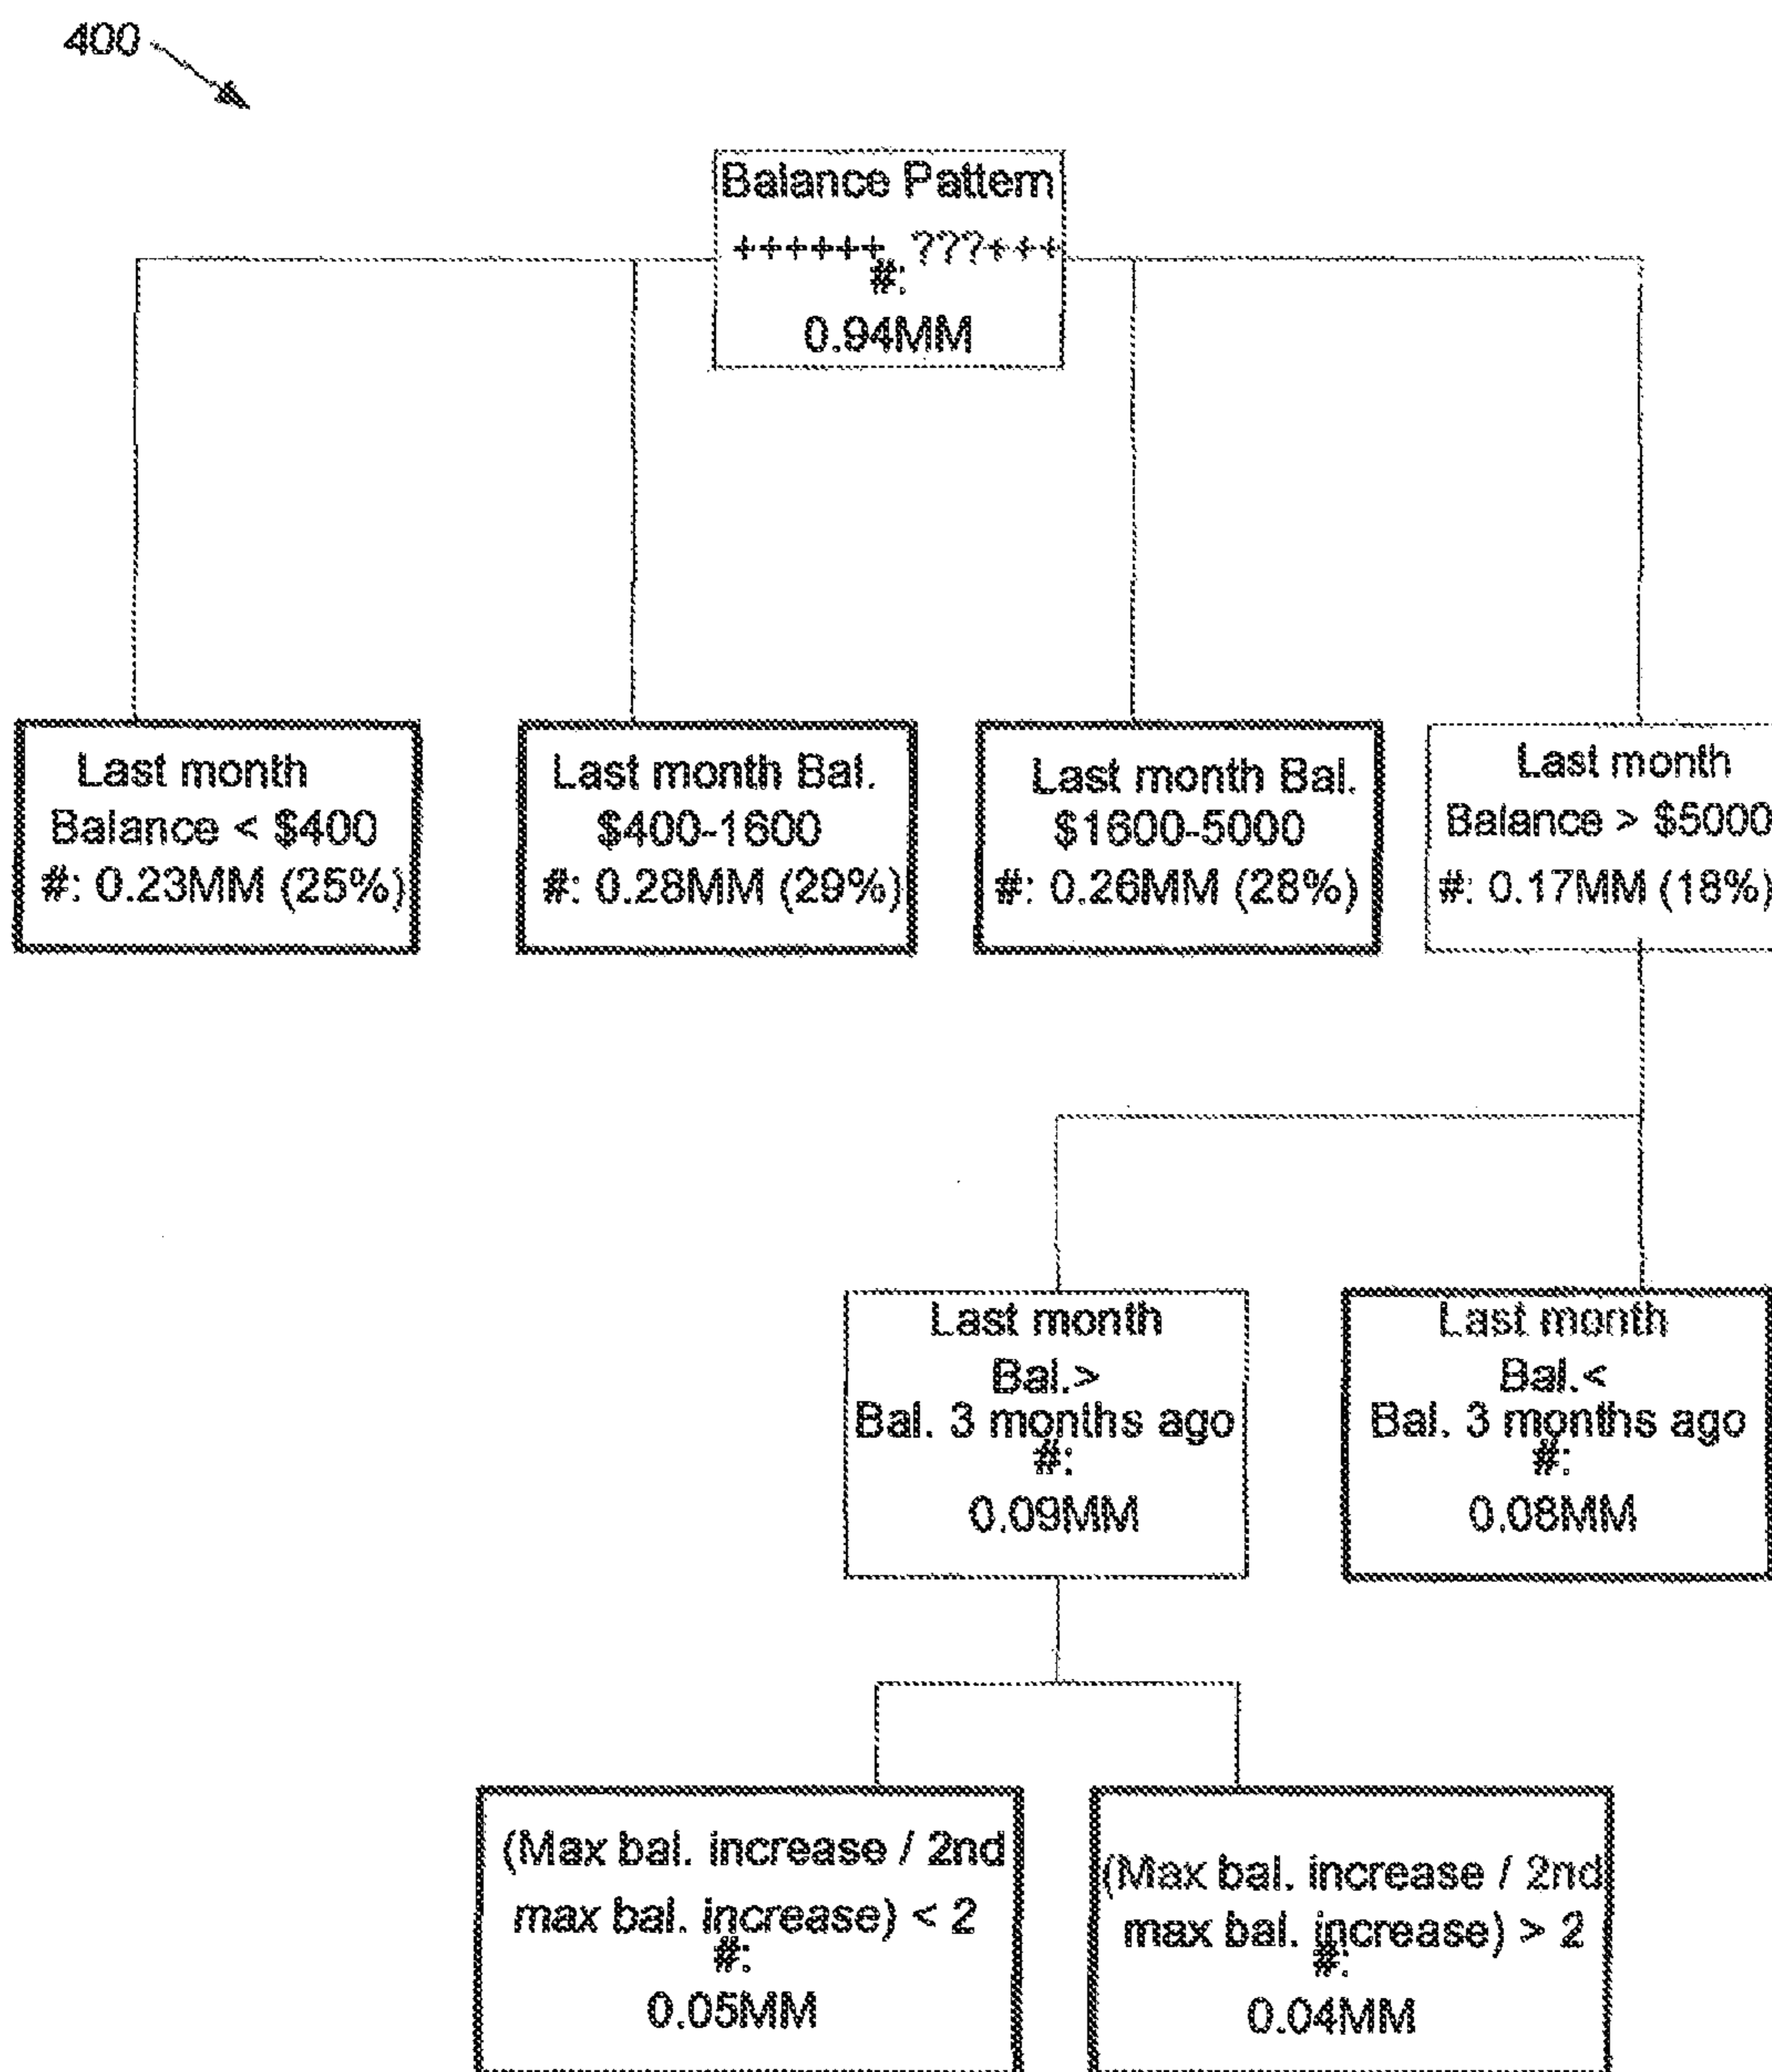 400
Balance Pattern
++++++ ???+++
#:
0.94MM
Last month
Balance < $400
#: 0.23MM (25%)
Last month Bal.
$400-1600
#: 0.28MM (29%)
Last month Bal.
$1600-5000
#: 0.26MM (28%)
Last month
Balance > $5000
#: 0.17MM (18%)
Last month
Bal.>
Bal. 3 months ago
#:
0.09MM
Last month
Bal.<
Bal. 3 months ago
#:
0.08MM
(Max bal. increase / 2nd
max bal. increase) < 2
#:
0.05MM
(Max bal. increase / 2nd
max bal. increase) > 2
#:
0.04MM